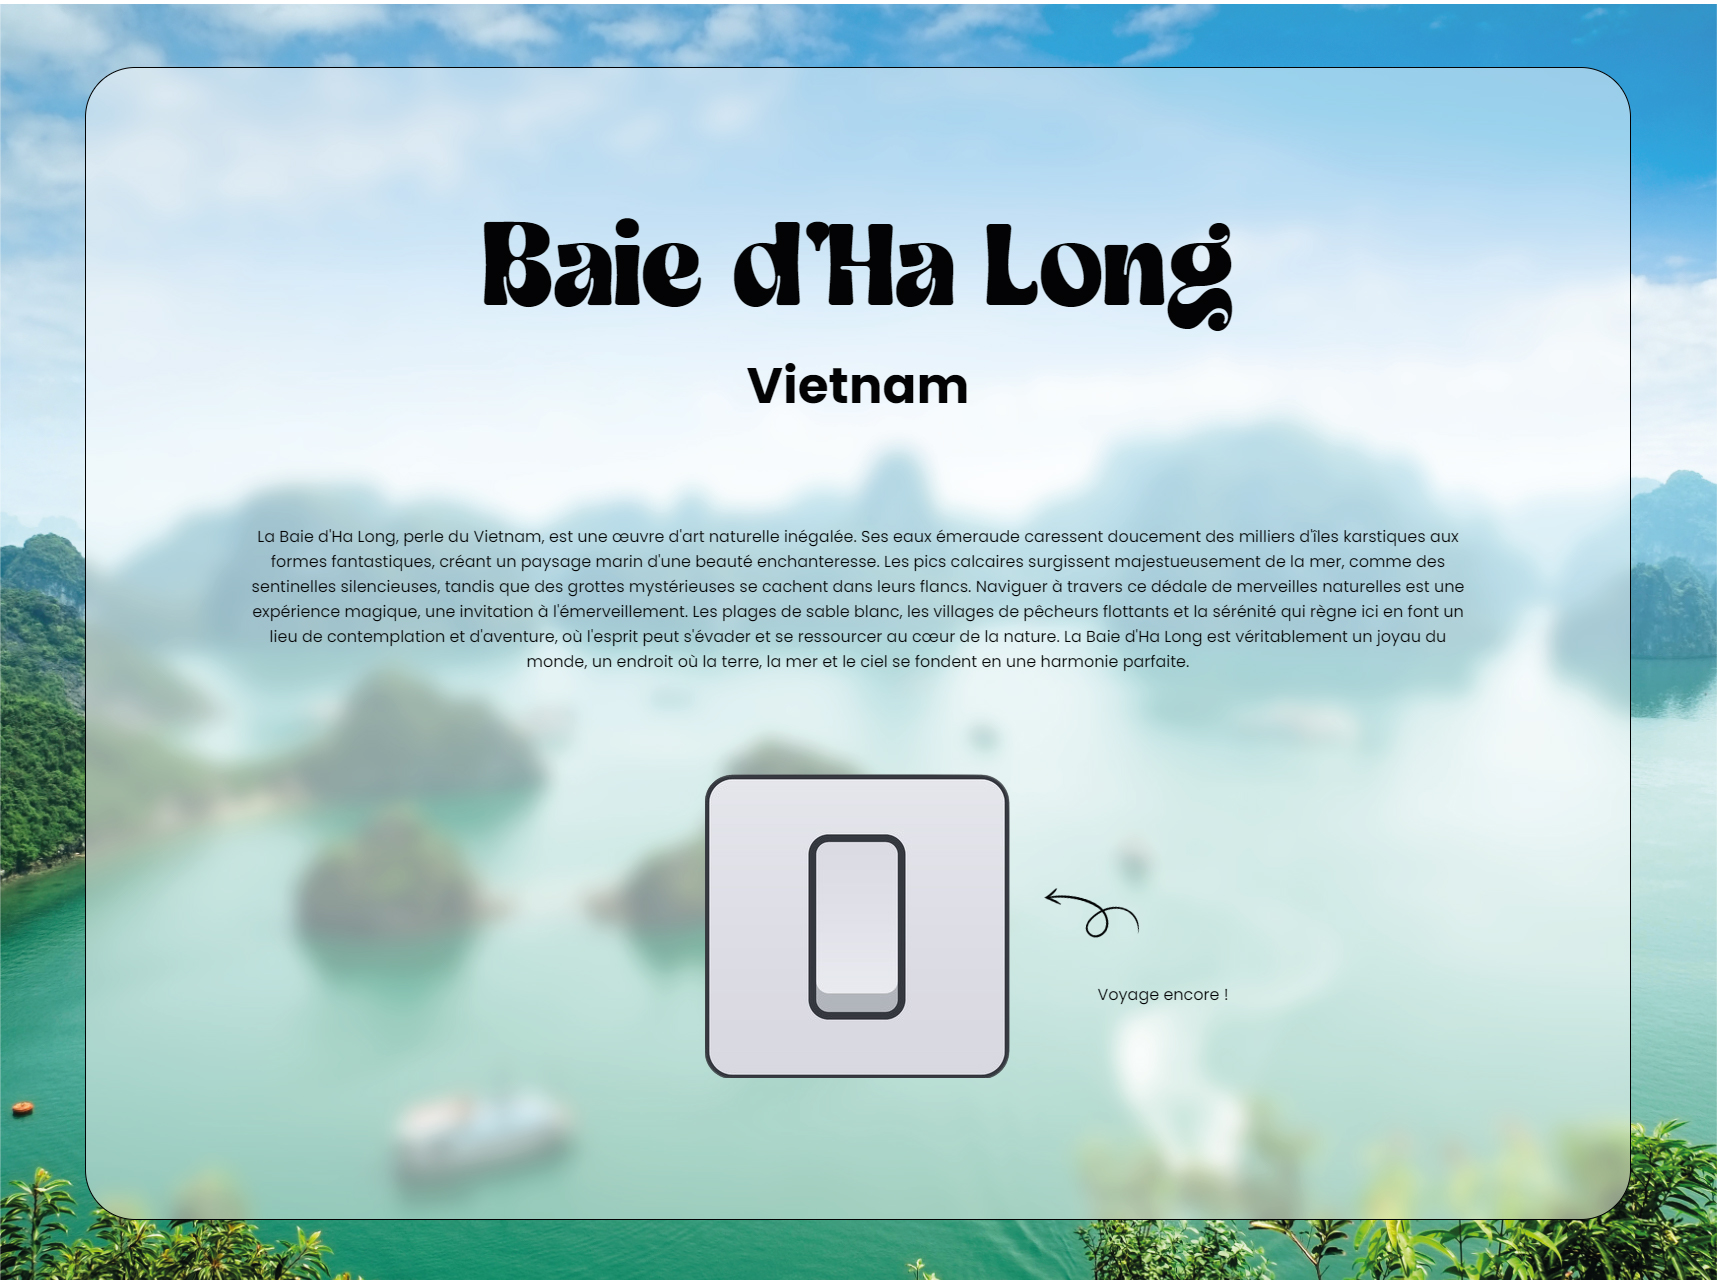 Baie d'Ha Long
Vietnam
La Baie d'Ha Long, perle du Vietnam, est une œuvre d'art naturelle inégalée. Ses eaux émeraude caressent doucement des milliers d'îles karstiques aux
formes fantastiques, créant un paysage marin d'une beauté enchanteresse. Les pics calcaires surgissent majestueusement de la mer, comme des
sentinelles silencieuses, tandis que des grottes mystérieuses se cachent dans leurs flancs. Naviguer à travers ce dédale de merveilles naturelles est une
expérience magique, une invitation à l'émerveillement. Les plages de sable blanc, les villages de pêcheurs flottants et la sérénité qui règne ici en font un
lieu de contemplation et d'aventure, où l'esprit peut s'évader et se ressourcer au cœur de la nature. La Baie d'Ha Long est véritablement un joyau du
monde, un endroit où la terre, la mer et le ciel se fondent en une harmonie parfaite.
Voyage encore !